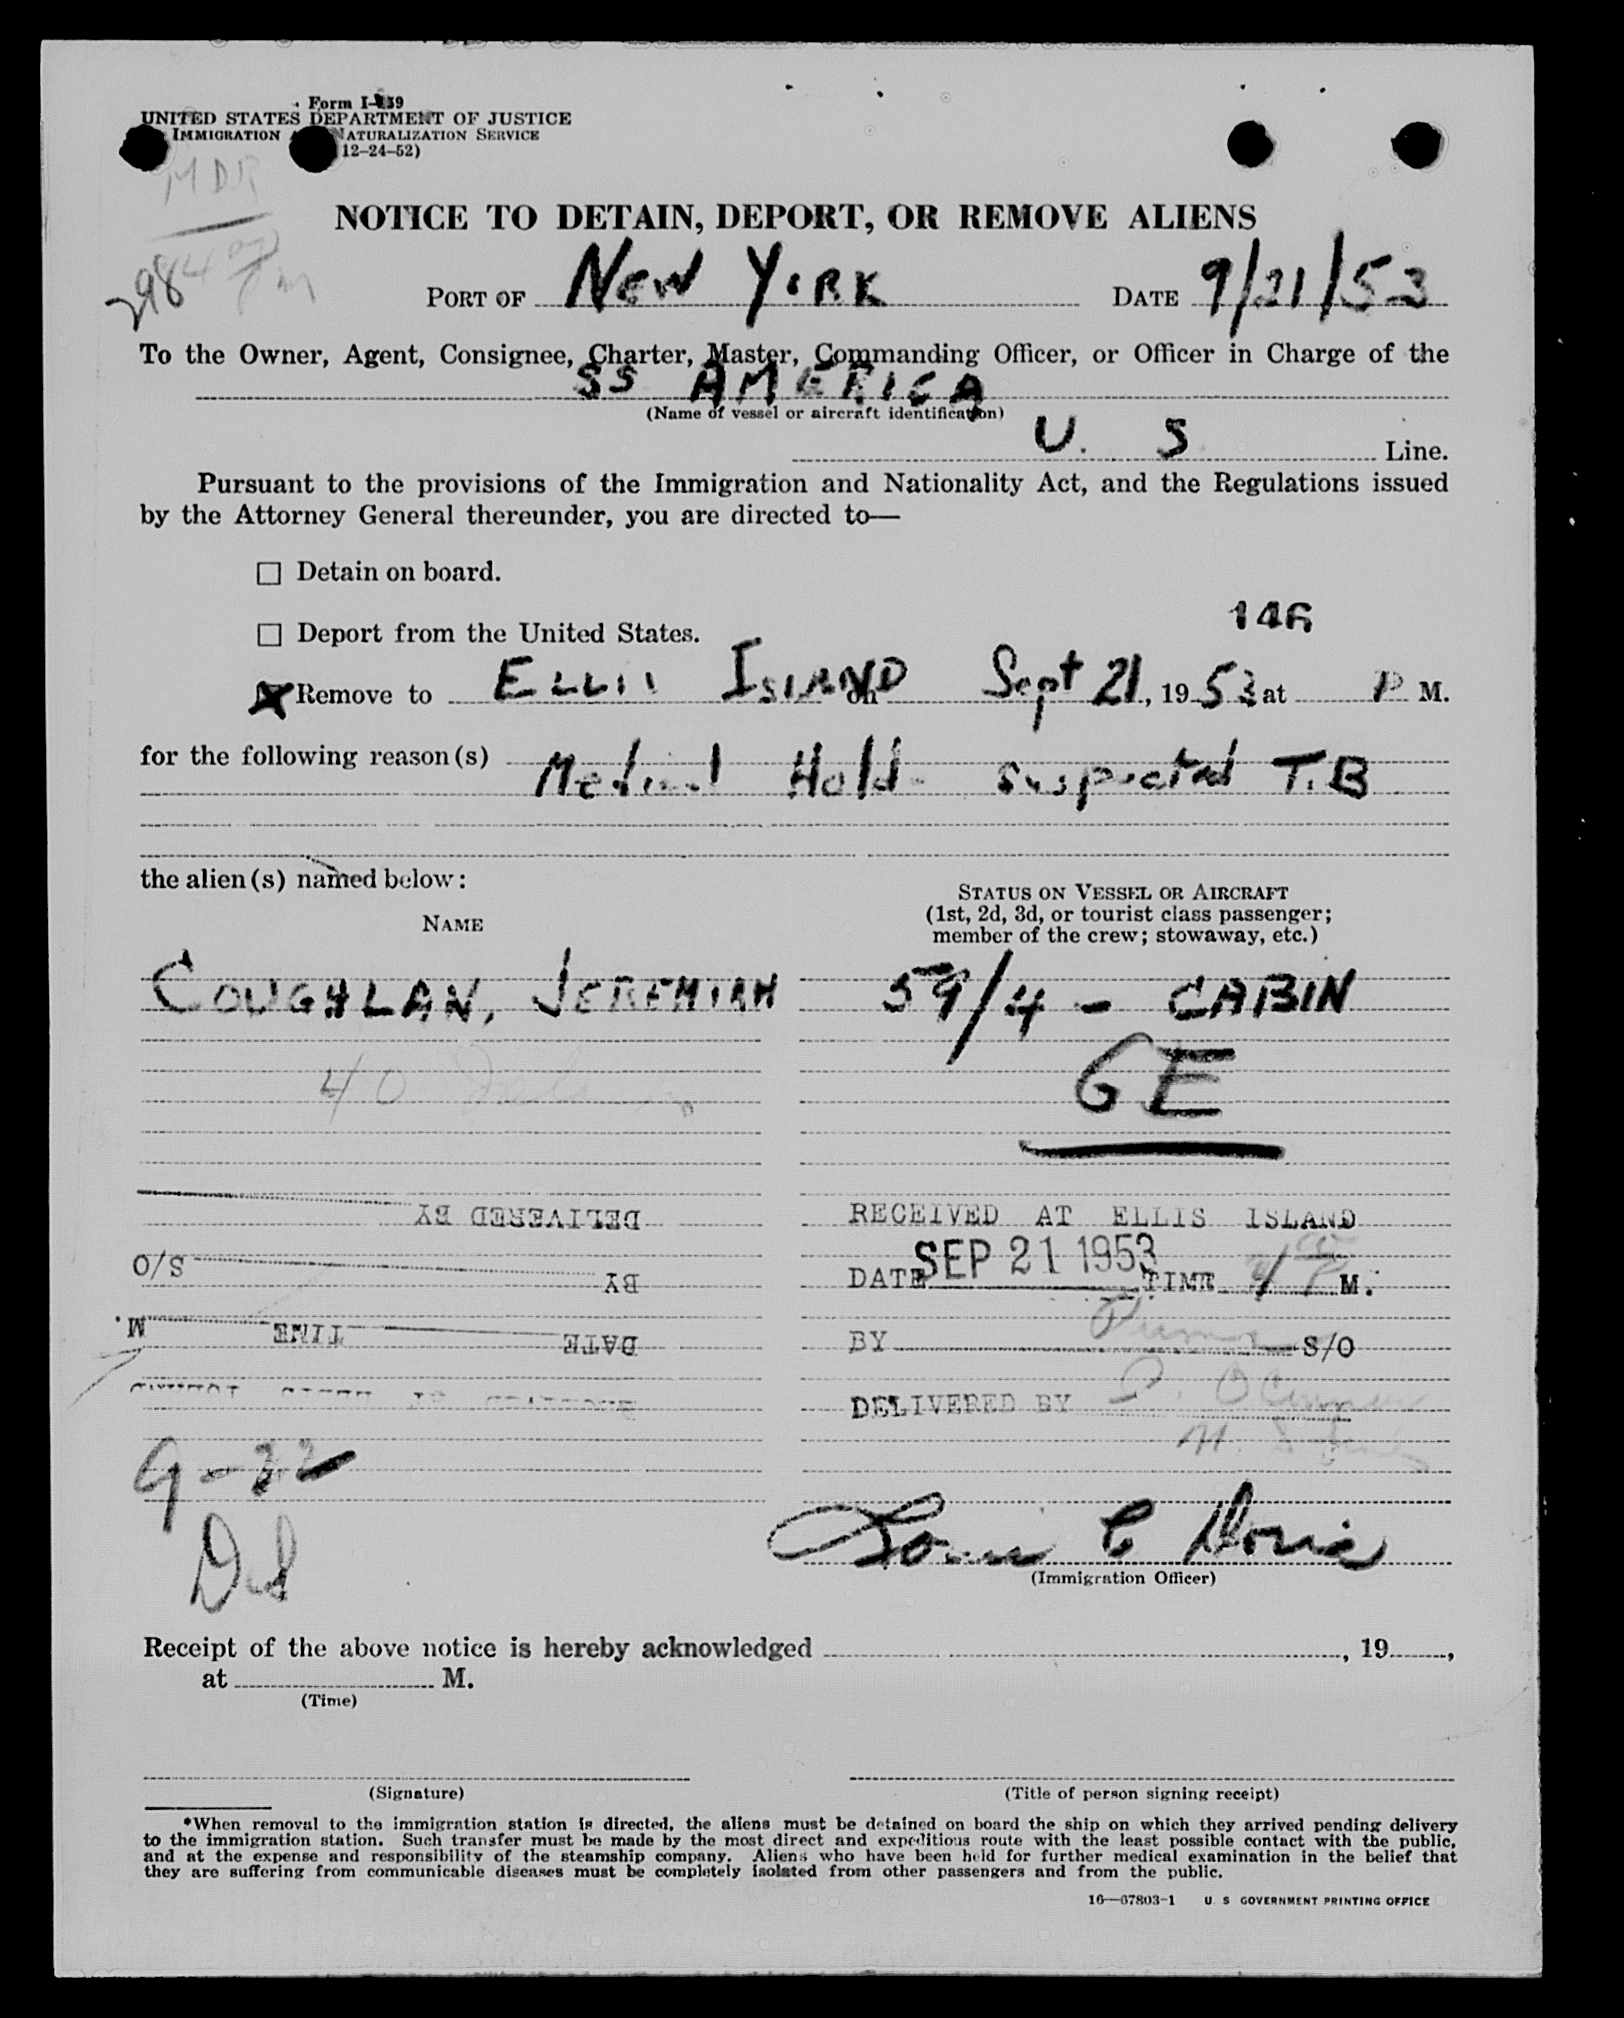 Form I-259
UNITED STATES DEPARTMENT OF JUSTICE
IMMIGRATION NATURALIZATION SERVICE
12-24-52)
MDR
2984
NOTICE TO DETAIN, DEPORT, OR REMOVE ALIENS
PORT OF NEW YORK DATE 9/21/53
To the Owner, Agent, Consignee, Charter, Master, Commanding Officer, or Officer in Charge of the
SS AMERICA
(Name of vessel or aircraft identification)
U. S Line.
Pursuant to the provisions of the Immigration and Nationality Act, and the Regulations issued
by the Attorney General thereunder, you are directed to—
☐ Detain on board.
☐ Deport from the United States.
146
☒ Remove to ELLIS ISLAND on Sept 21, 1953 at P M.
for the following reason(s) Medical Hold- suspected T.B
the alien(s) named below:
NAME
STATUS ON VESSEL OR AIRCRAFT
(1st, 2d, 3d, or tourist class passenger;
member of the crew; stowaway, etc.)
COUGHLAN, JEREMIAH 59/4 - CABIN
40
GE
DELIVERED BY
BY S/O
DATE TIME M.
RECEIVED AT ELLIS ISLAND
DATE SEP 21 1953 TIME M.
BY S/O
DELIVERED BY
9-22
Del
(Immigration Officer)
Receipt of the above notice is hereby acknowledged , 19 ,
at M.
(Time)
(Signature) (Title of person signing receipt)
*When removal to the immigration station is directed, the aliens must be detained on board the ship on which they arrived pending delivery
to the immigration station. Such transfer must be made by the most direct and expeditious route with the least possible contact with the public,
and at the expense and responsibility of the steamship company. Aliens who have been held for further medical examination in the belief that
they are suffering from communicable diseases must be completely isolated from other passengers and from the public.
16—67803-1 U. S GOVERNMENT PRINTING OFFICE